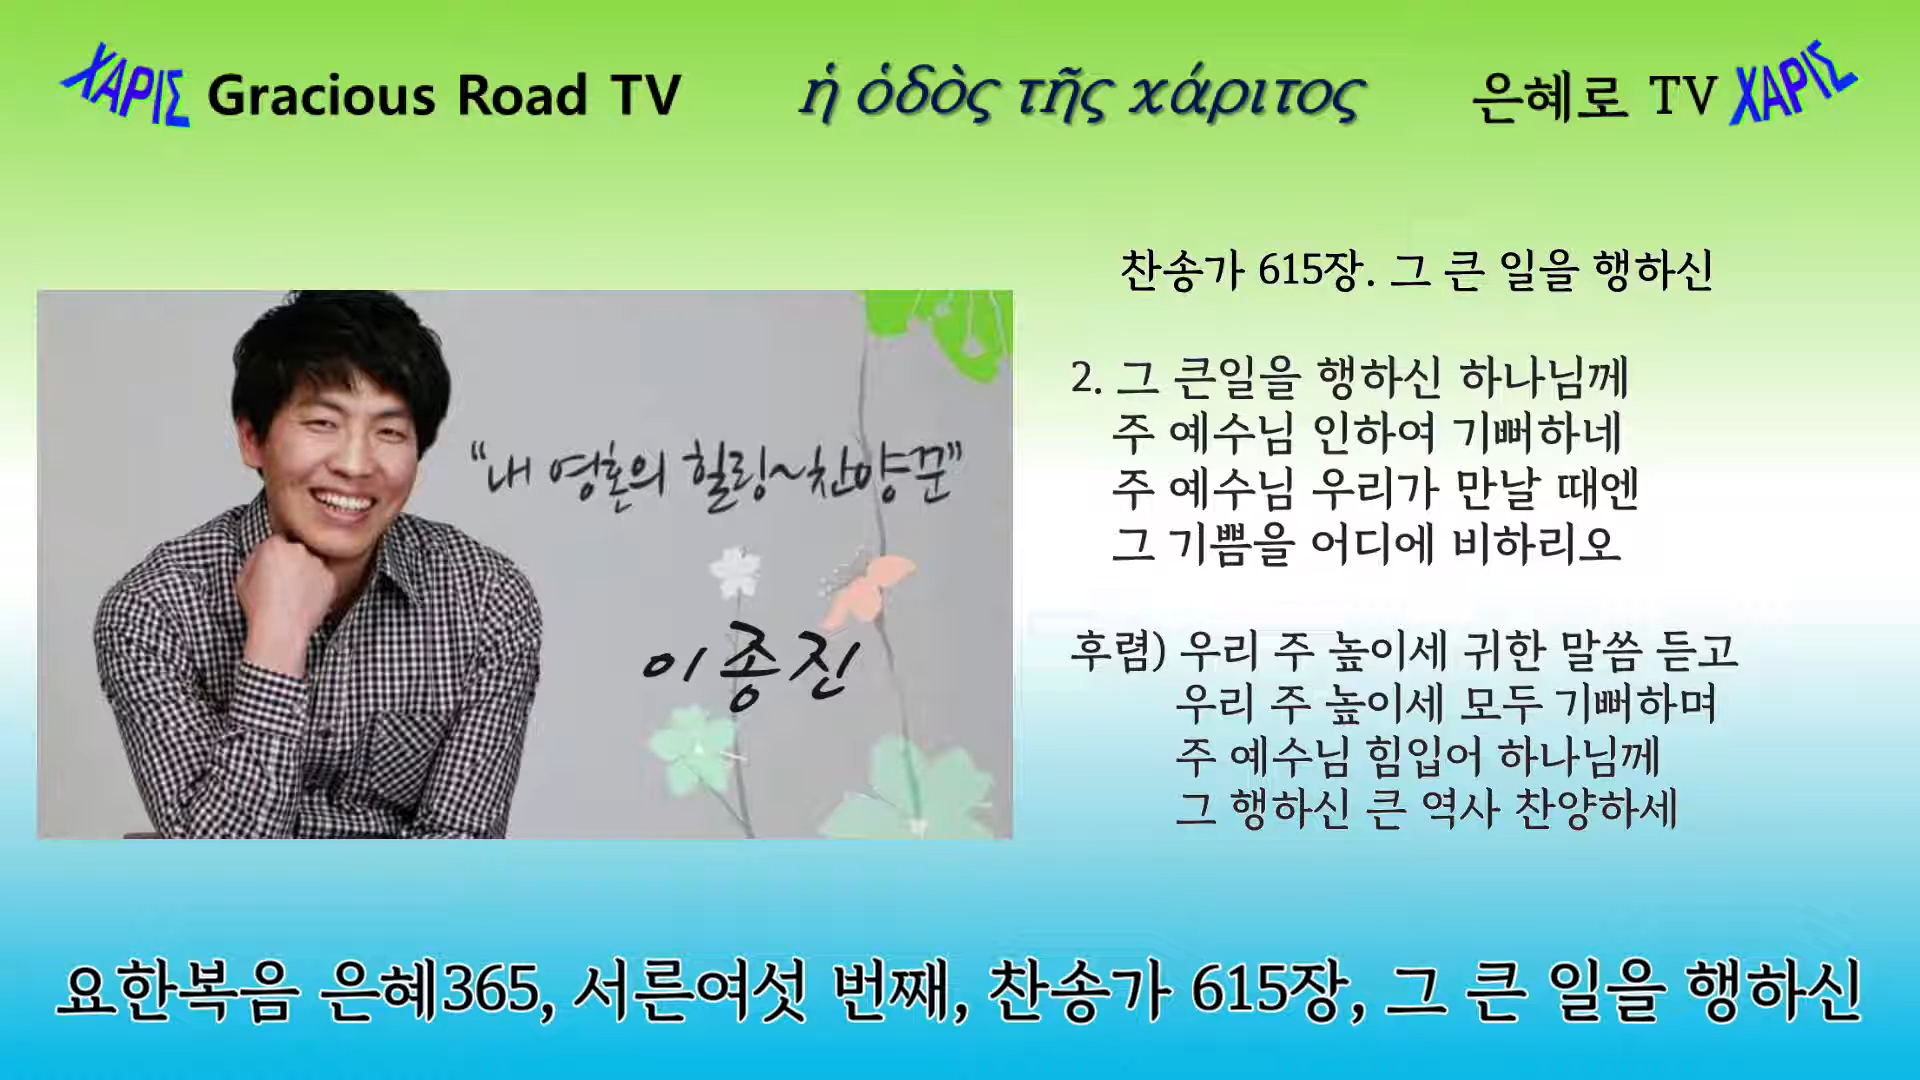 ΧΑΡΙΣ Gracious Road TV ἡ ὁδὸς τῆς χάριτος 은혜로 TV ΧΑΡΙΣ
찬송가 615장. 그 큰 일을 행하신
2. 그 큰일을 행하신 하나님께
주 예수님 인하여 기뻐하네
주 예수님 우리가 만날 때엔
그 기쁨을 어디에 비하리오
후렴) 우리 주 높이세 귀한 말씀 듣고
우리 주 높이세 모두 기뻐하며
주 예수님 힘입어 하나님께
그 행하신 큰 역사 찬양하세
"내 영혼의 힐링~찬양꾼"
이종진
요한복음 은혜365, 서른여섯 번째, 찬송가 615장, 그 큰 일을 행하신